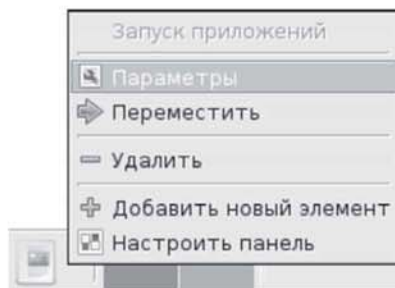 Запуск приложений
Параметры
Переместить
Удалить
Добавить новый элемент
Настроить панель